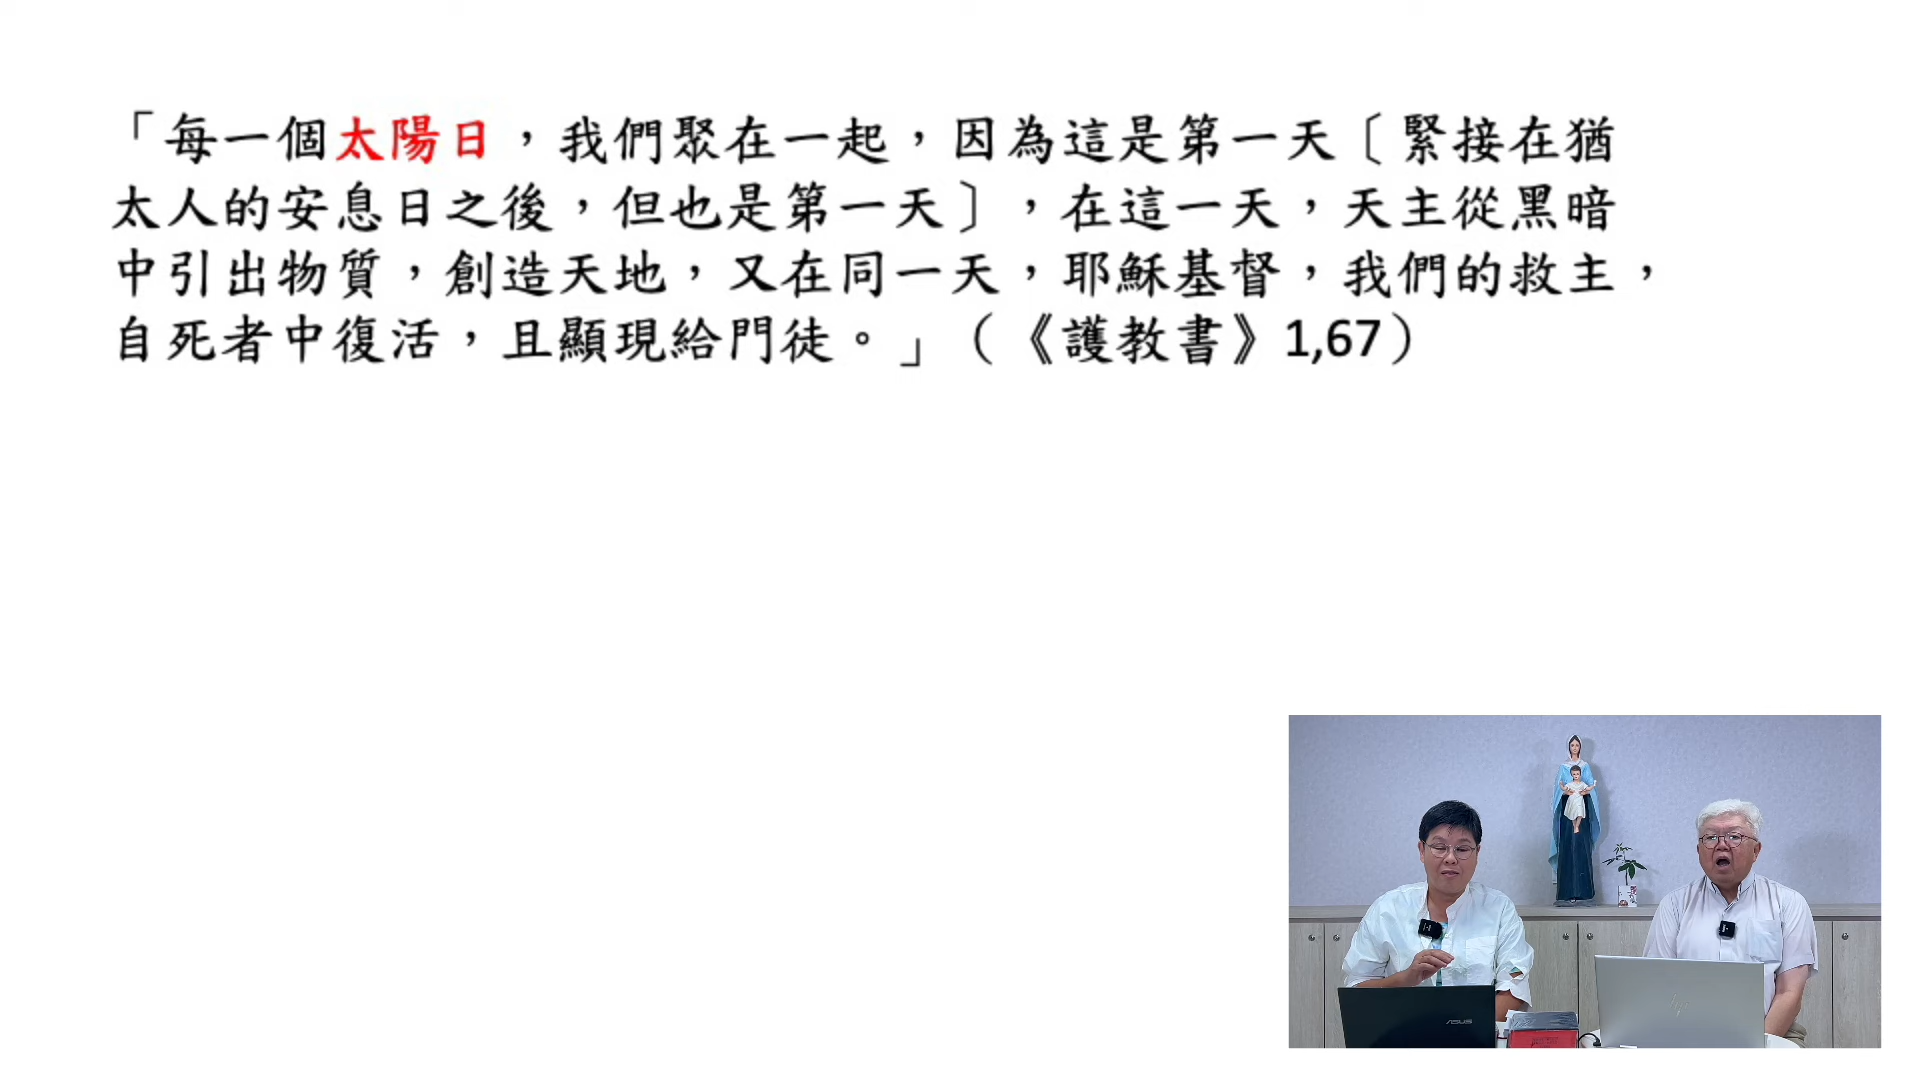 「每一個太陽日，我們聚在一起，因為這是第一天〔緊接在猶
太人的安息日之後，但也是第一天〕，在這一天，天主從黑暗
中引出物質，創造天地，又在同一天，耶穌基督，我們的救主，
自死者中復活，且顯現給門徒。」（《護教書》1,67）
ASUS
hp